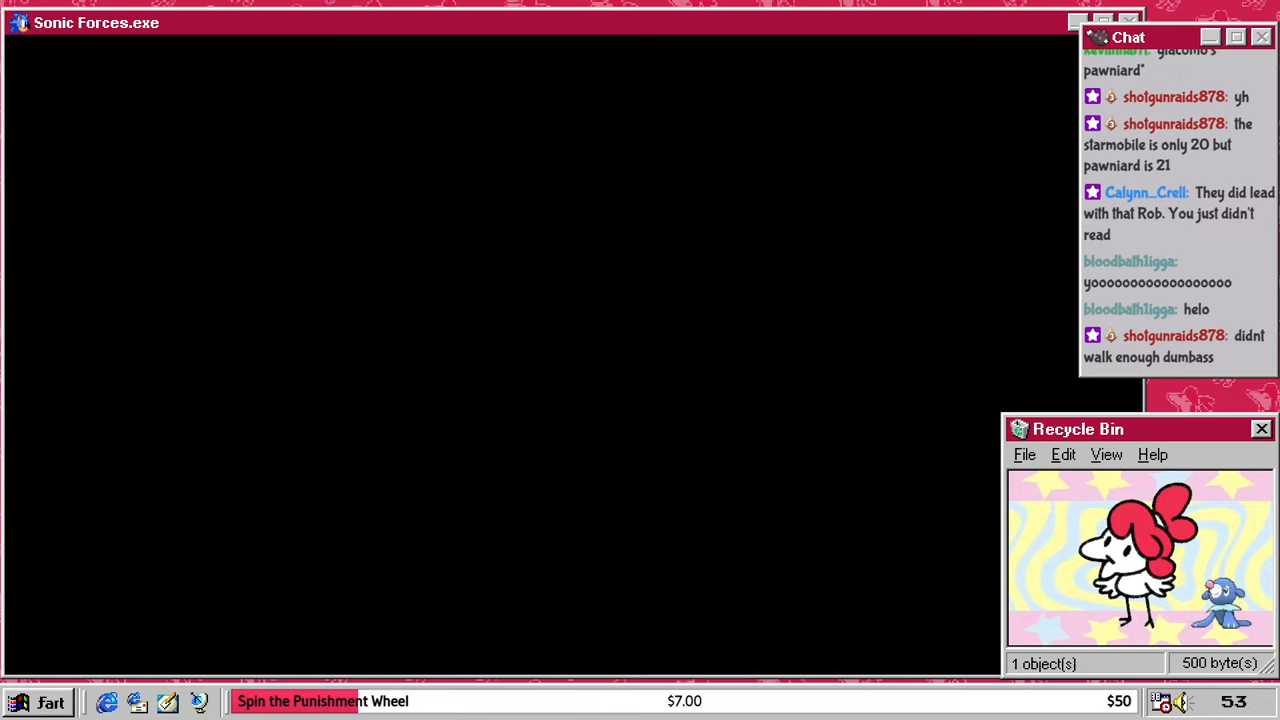 Sonic Forces.exe
Chat
kevinnarri: giacomo's
pawniard*
shotgunraids878: yh
shotgunraids878: the
starmobile is only 20 but
pawniard is 21
Calynn_Crell: They did lead
with that Rob. You just didn't
read
bloodbath1igga:
yooooooooooooooooo
bloodbath1igga: helo
shotgunraids878: didnt
walk enough dumbass
Recycle Bin
File Edit View Help
1 object(s) 500 byte(s)
fart Spin the Punishment Wheel $7.00 $50 53